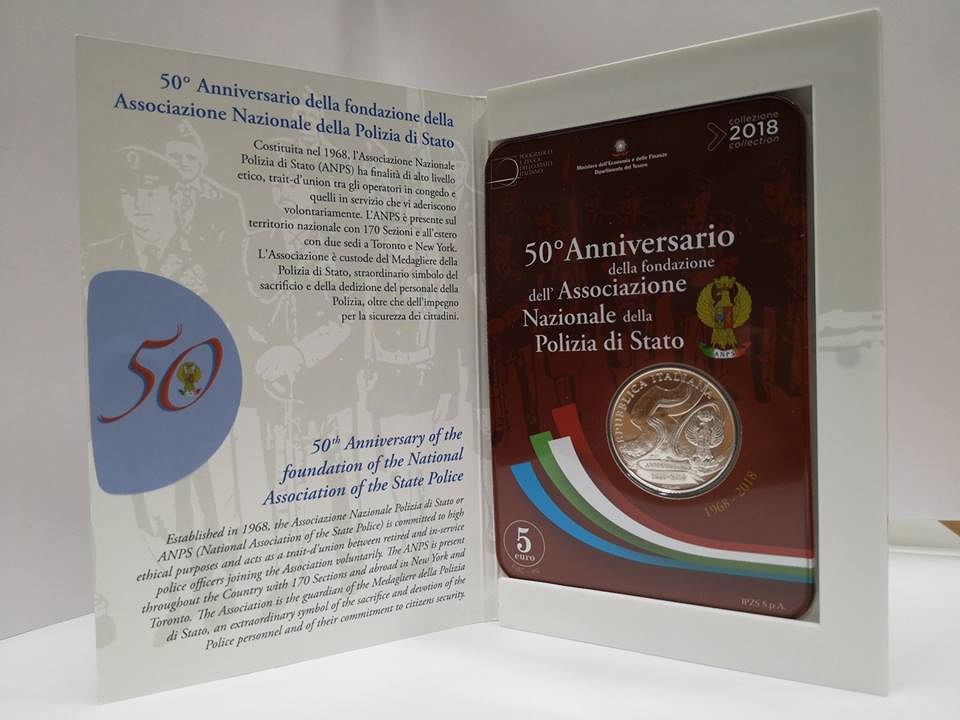 50° Anniversario della fondazione della
Associazione Nazionale della Polizia di Stato
Costituita nel 1968, l'Associazione Nazionale
Polizia di Stato (ANPS) ha finalità di alto livello
etico, trait-d'union tra gli operatori in congedo e
quelli in servizio che vi aderiscono
volontariamente. L'ANPS è presente sul
territorio nazionale con 170 Sezioni e all'estero
con due sedi a Toronto e New York.
L'Associazione è custode del Medagliere della
Polizia di Stato, straordinario simbolo del
sacrificio e della dedizione del personale della
Polizia, oltre che dell'impegno
per la sicurezza dei cittadini.
50
50th Anniversary of the
foundation of the National
Association of the State Police
Established in 1968, the Associazione Nazionale Polizia di Stato or
ANPS (National Association of the State Police) is committed to high
ethical purposes and acts as a trait-d'union between retired and in-service
police officers joining the Association voluntarily. The ANPS is present
throughout the Country with 170 Sections and abroad in New York and
Toronto. The Association is the guardian of the Medagliere della Polizia
di Stato, an extraordinary symbol of the sacrifice and devotion of the
Police personnel and of their commitment to citizens security.
POLIGRAFICO
E ZECCA
DELLO STATO
ITALIANO
Ministero dell'Economia e delle Finanze
Dipartimento del Tesoro
collezione
2018
collection
50° Anniversario
della fondazione
dell' Associazione
Nazionale della
Polizia di Stato
ANPS
REPUBBLICA ITALIANA
50
ANNIVERSARIO
1968-2018
1968 - 2018
5
euro
IPZS S.p.A.